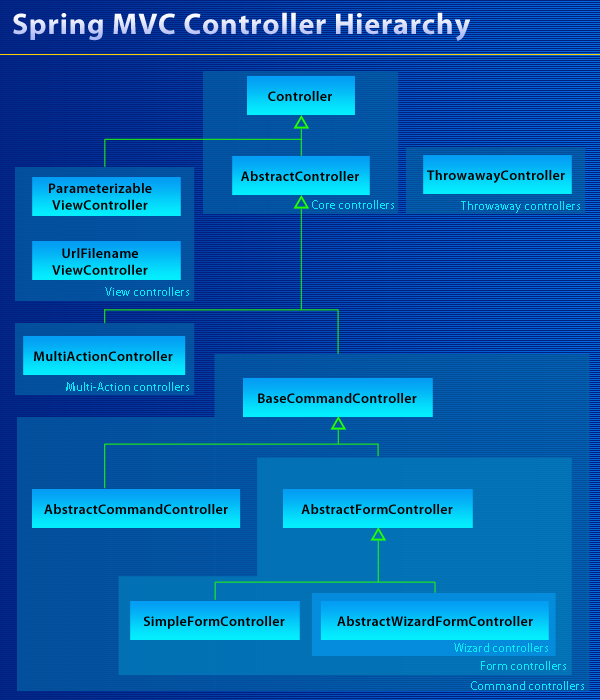 Spring MVC Controller Hierarchy
Controller
AbstractController
Core controllers
ThrowawayController
Throwaway controllers
Parameterizable
ViewController
UrlFilename
ViewController
View controllers
MultiActionController
Multi-Action controllers
BaseCommandController
AbstractCommandController
AbstractFormController
SimpleFormController
AbstractWizardFormController
Wizard controllers
Form controllers
Command controllers